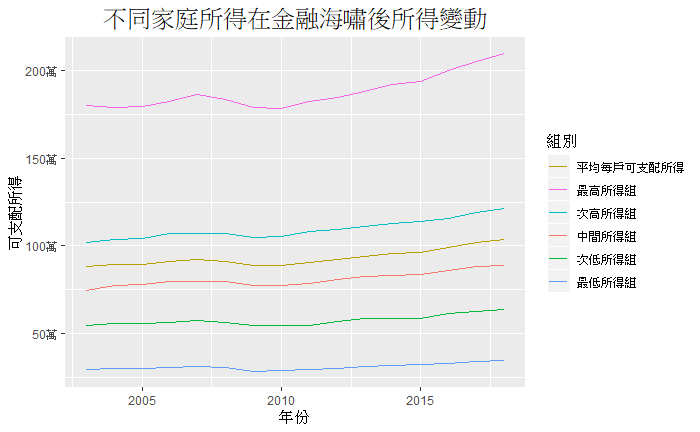 不同家庭所得在金融海嘯後所得變動
可支配所得
200萬
150萬
100萬
50萬
2005
2010
2015
年份
組別
平均每戶可支配所得
最高所得組
次高所得組
中間所得組
次低所得組
最低所得組